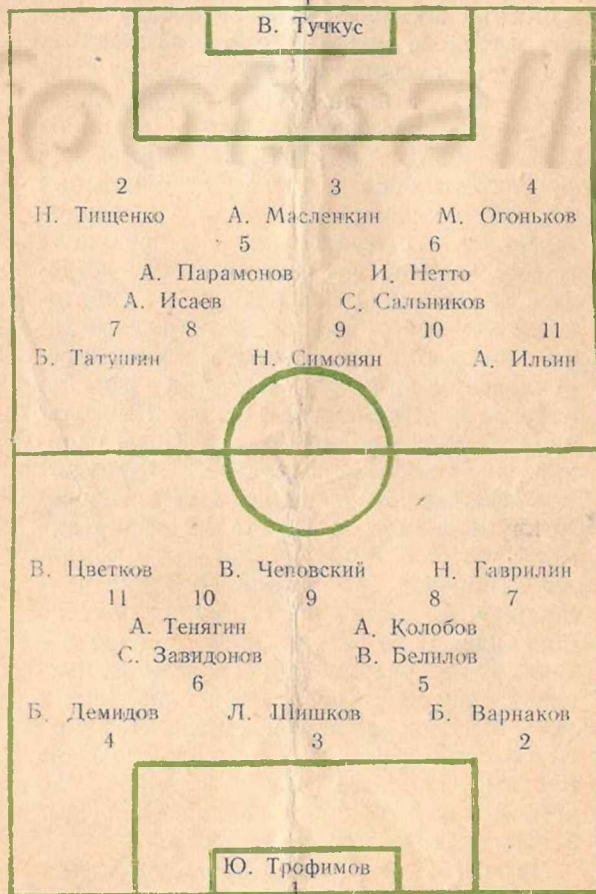 В. Тучкус
2 3 4
Н. Тищенко А. Масленкин М. Огоньков
5 6
А. Парамонов И. Нетто
А. Исаев С. Сальников
7 8 9 10 11
Б. Татушин Н. Симонян А. Ильин
В. Цветков В. Чеповский Н. Гаврилин
11 10 9 8 7
А. Тенягин А. Колобов
С. Завидонов В. Белилов
6 5
Б. Демидов Л. Шишков Б. Варнаков
4 3 2
Ю. Трофимов
1